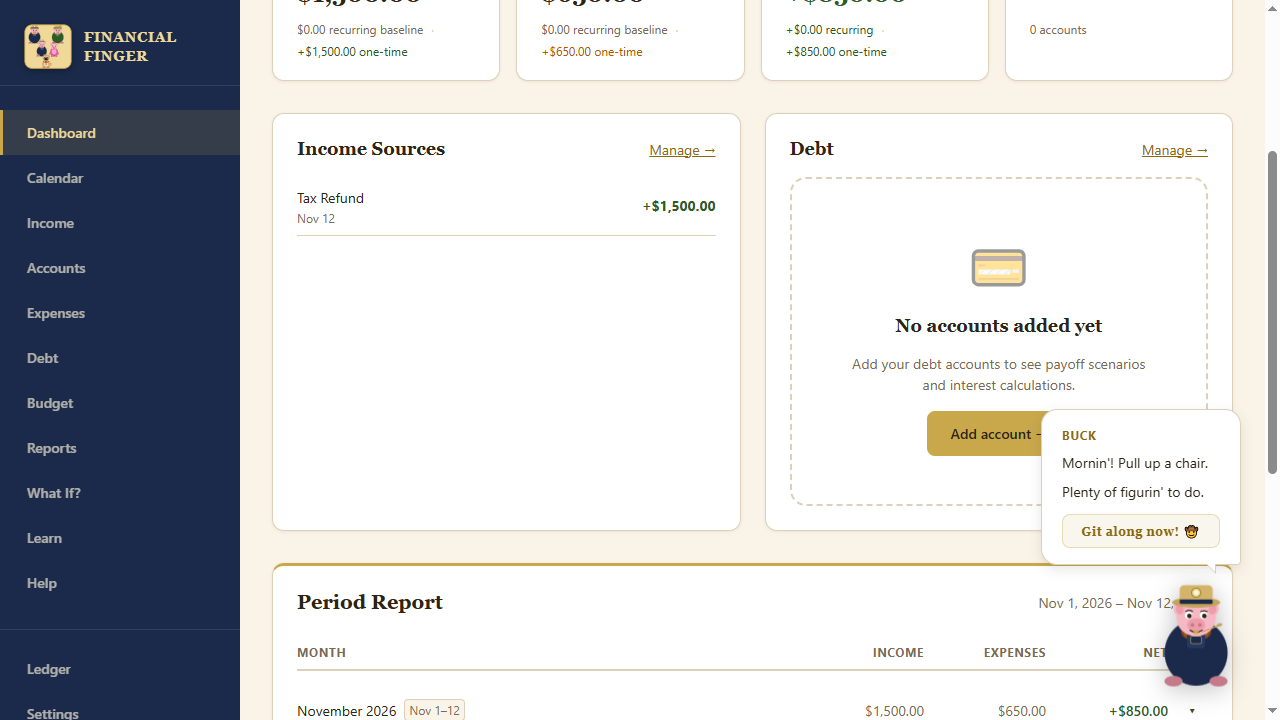 FINANCIAL
FINGER
Dashboard
Calendar
Income
Accounts
Expenses
Debt
Budget
Reports
What If?
Learn
Help
Ledger
Settings
$0.00 recurring baseline ·
+$1,500.00 one-time
$0.00 recurring baseline ·
+$650.00 one-time
+$0.00 recurring ·
+$850.00 one-time
0 accounts
Income Sources
Manage →
Tax Refund
Nov 12
+$1,500.00
Debt
Manage →
No accounts added yet
Add your debt accounts to see payoff scenarios
and interest calculations.
Add account
BUCK
Mornin'! Pull up a chair.
Plenty of figurin' to do.
Git along now! 🤠
Period Report
Nov 1, 2026 – Nov 12,
MONTH
INCOME
EXPENSES
NET
November 2026
Nov 1–12
$1,500.00
$650.00
+$850.00 ▾